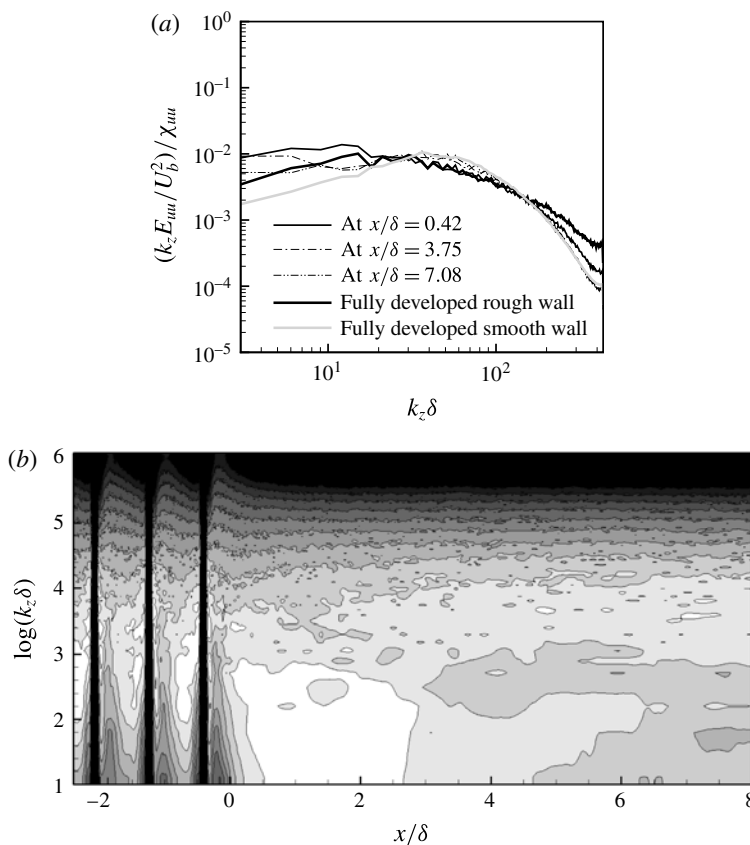 (a)
10^0
10^−1
10^−2
10^−3
10^−4
10^−5
(k_z E_uu/U_b^2)/χ_uu
At x/δ = 0.42
At x/δ = 3.75
At x/δ = 7.08
Fully developed rough wall
Fully developed smooth wall
10^1
10^2
k_zδ
(b)
6
5
4
3
2
1
log(k_zδ)
−2
0
2
4
6
8
x/δ